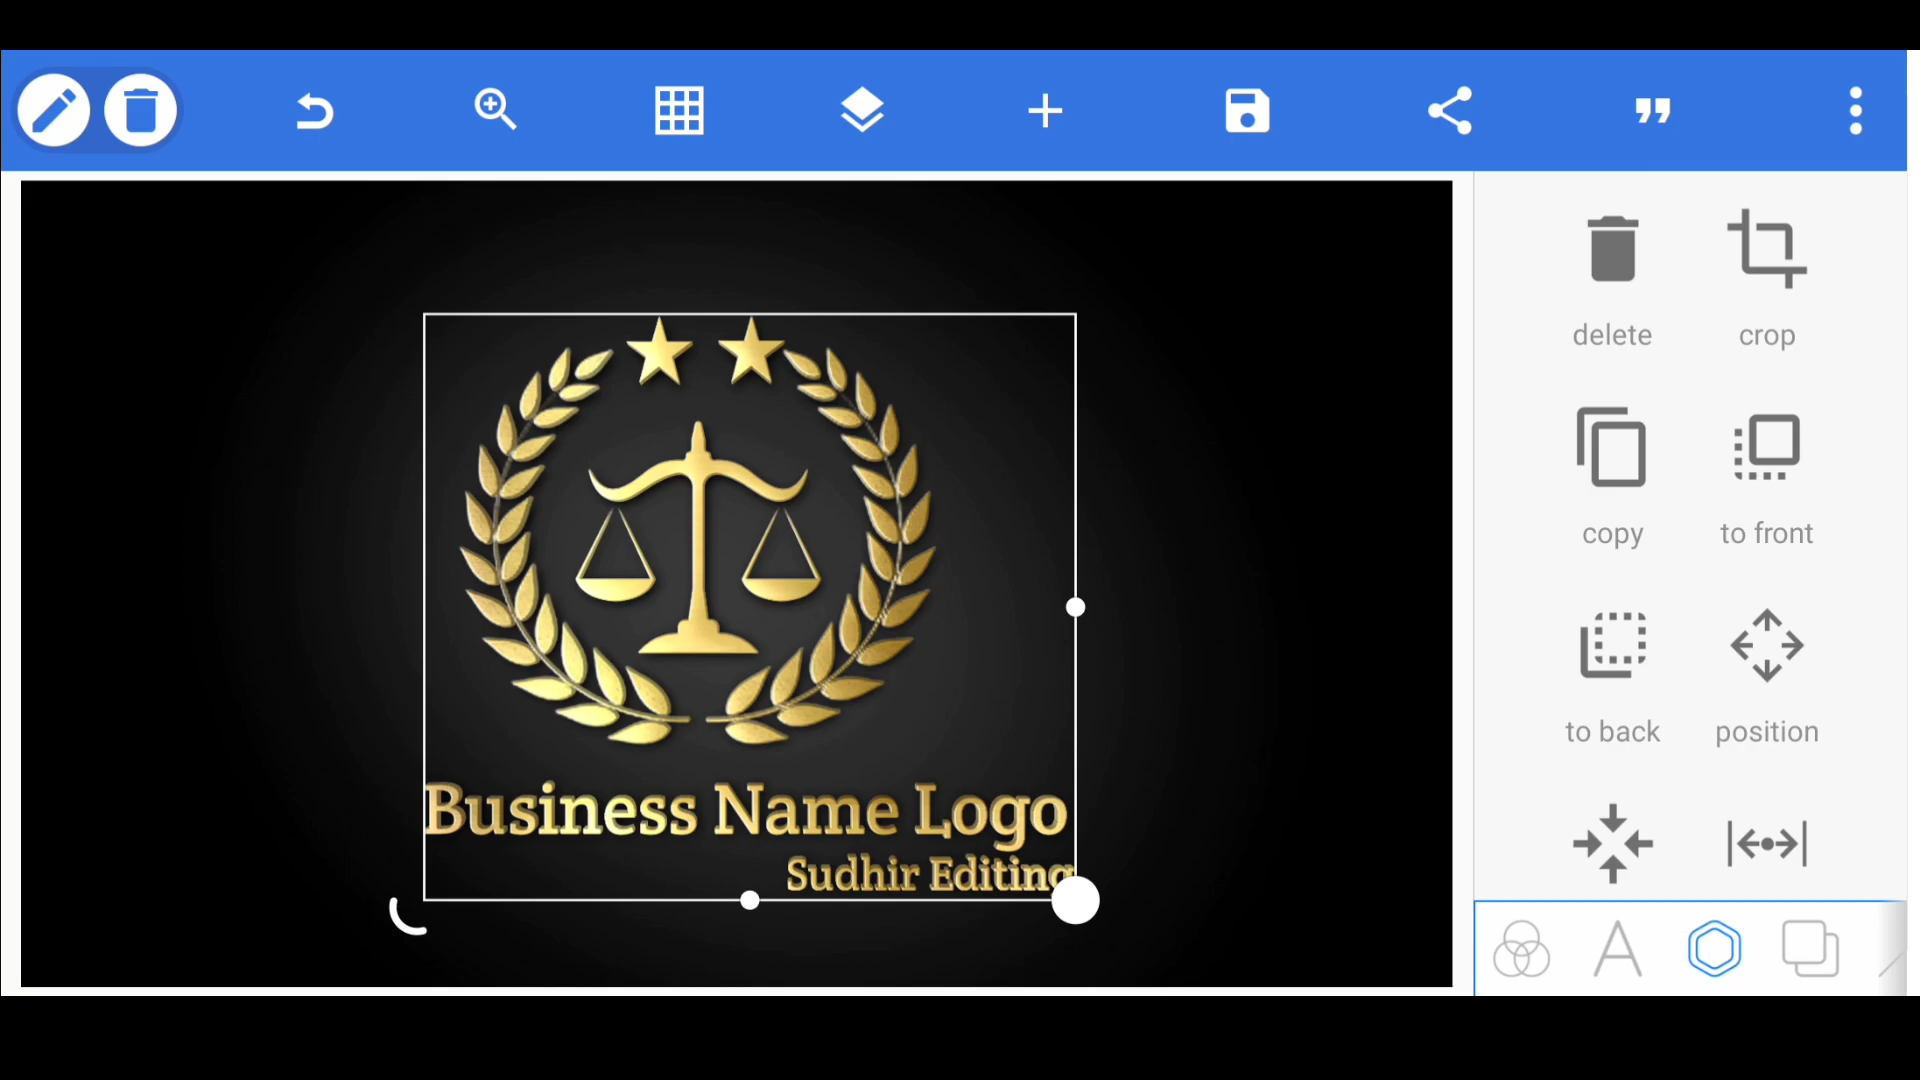 delete
crop
copy
to front
to back
position
Business Name Logo
Sudhir Editing